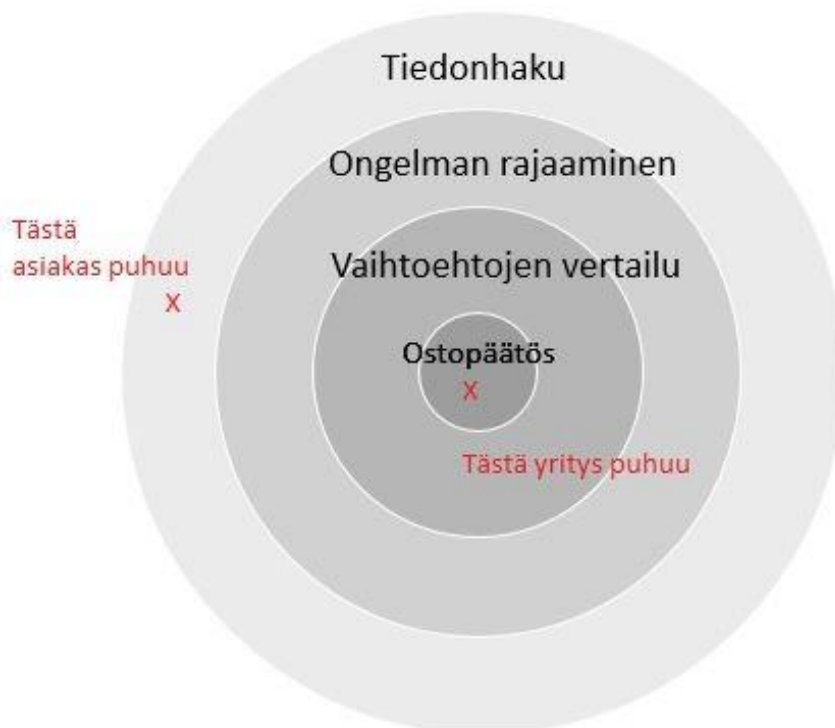 Tiedonhaku
Ongelman rajaaminen
Tästä
asiakas puhuu
X
Vaihtoehtojen vertailu
Ostopäätös
X
Tästä yritys puhuu